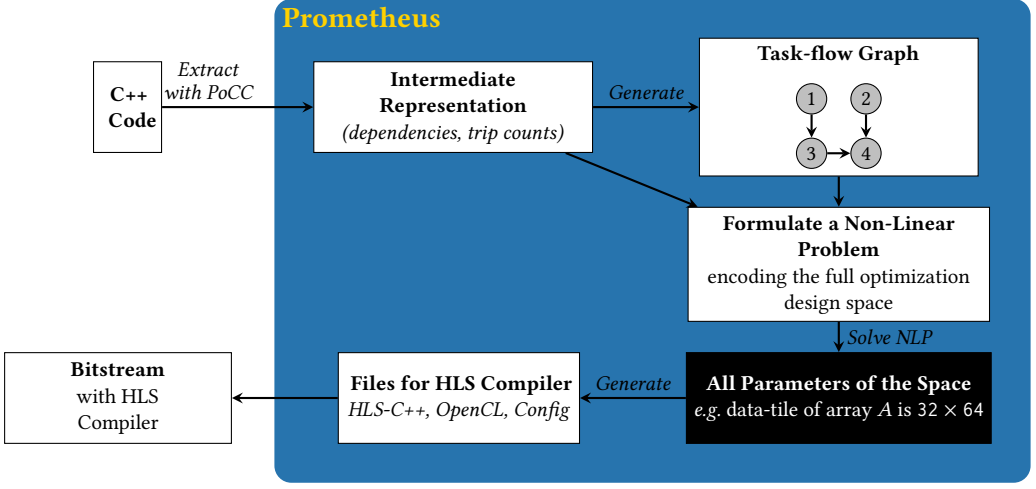 Prometheus
C++
Code
Extract
with PoCC
Intermediate
Representation
(dependencies, trip counts)
Generate
Task-flow Graph
1
2
3
4
Formulate a Non-Linear
Problem
encoding the full optimization
design space
Solve NLP
All Parameters of the Space
e.g. data-tile of array A is 32 × 64
Generate
Files for HLS Compiler
HLS-C++, OpenCL, Config
Bitstream
with HLS
Compiler